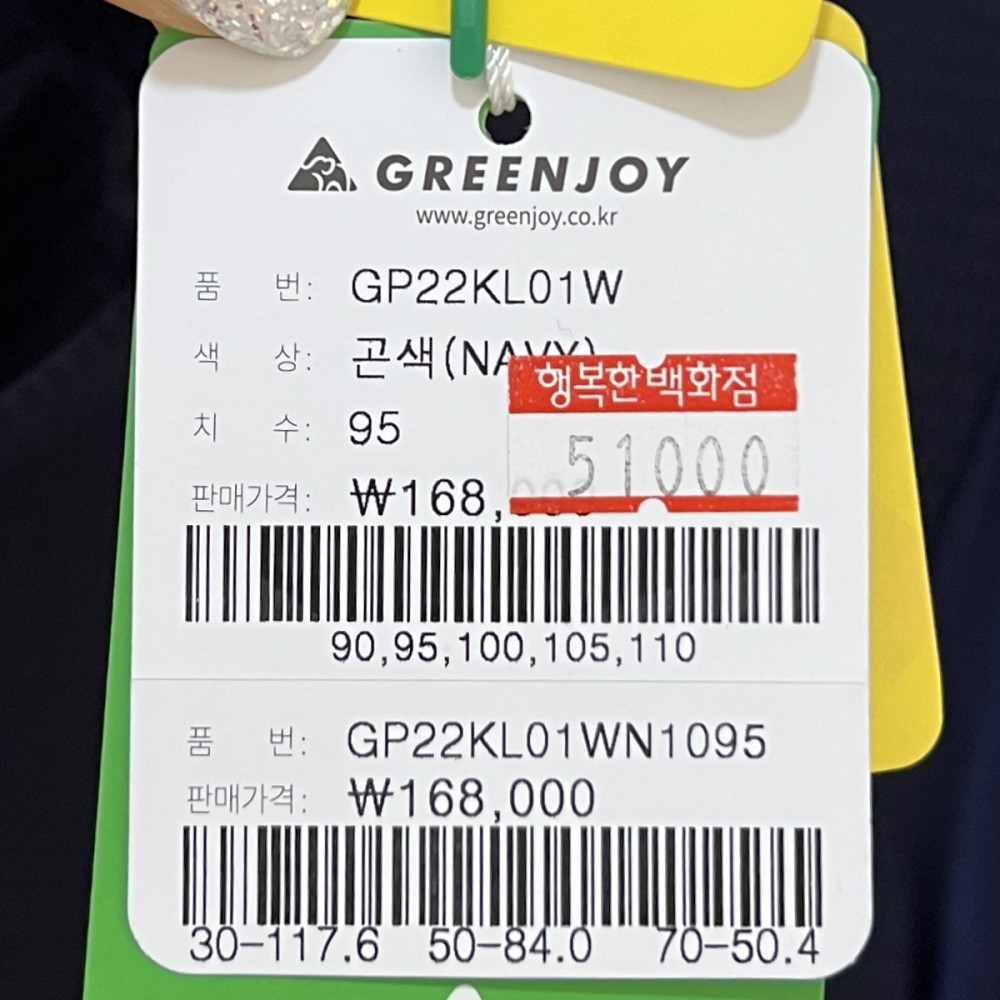 GREENJOY
www.greenjoy.co.kr
품 번: GP22KL01W
색 상: 곤색(NAVY)
행복한백화점
치 수: 95
51000
판매가격: ₩168,000
90,95,100,105,110
품 번: GP22KL01WN1095
판매가격: ₩168,000
30-117.6 50-84.0 70-50.4